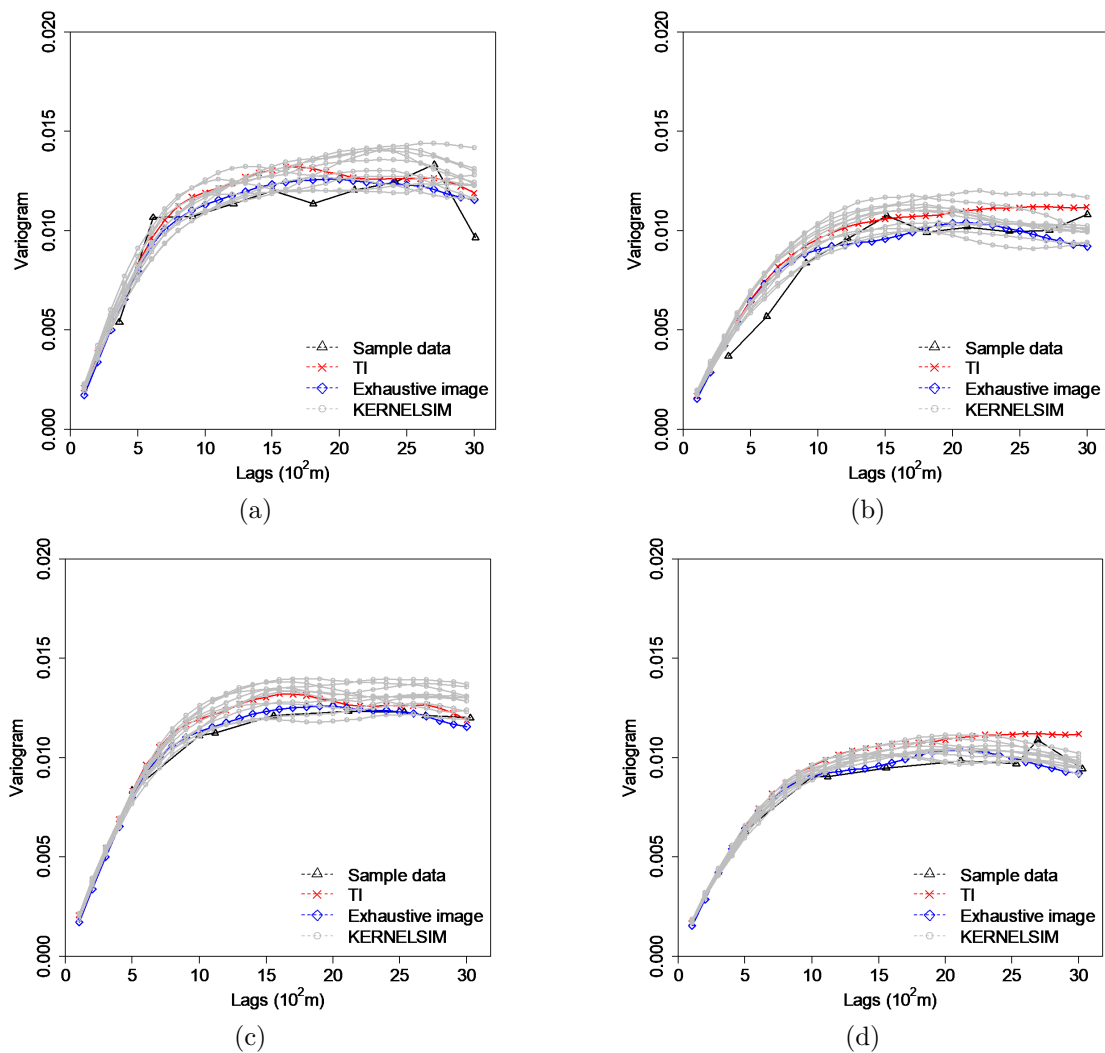 0.020
0.015
0.010
0.005
0.000
Variogram
Sample data
TI
Exhaustive image
KERNELSIM
0 5 10 15 20 25 30
Lags (10²m)
(a)
0.020
0.015
0.010
0.005
0.000
Variogram
Sample data
TI
Exhaustive image
KERNELSIM
0 5 10 15 20 25 30
Lags (10²m)
(b)
0.020
0.015
0.010
0.005
0.000
Variogram
Sample data
TI
Exhaustive image
KERNELSIM
0 5 10 15 20 25 30
Lags (10²m)
(c)
0.020
0.015
0.010
0.005
0.000
Variogram
Sample data
TI
Exhaustive image
KERNELSIM
0 5 10 15 20 25 30
Lags (10²m)
(d)